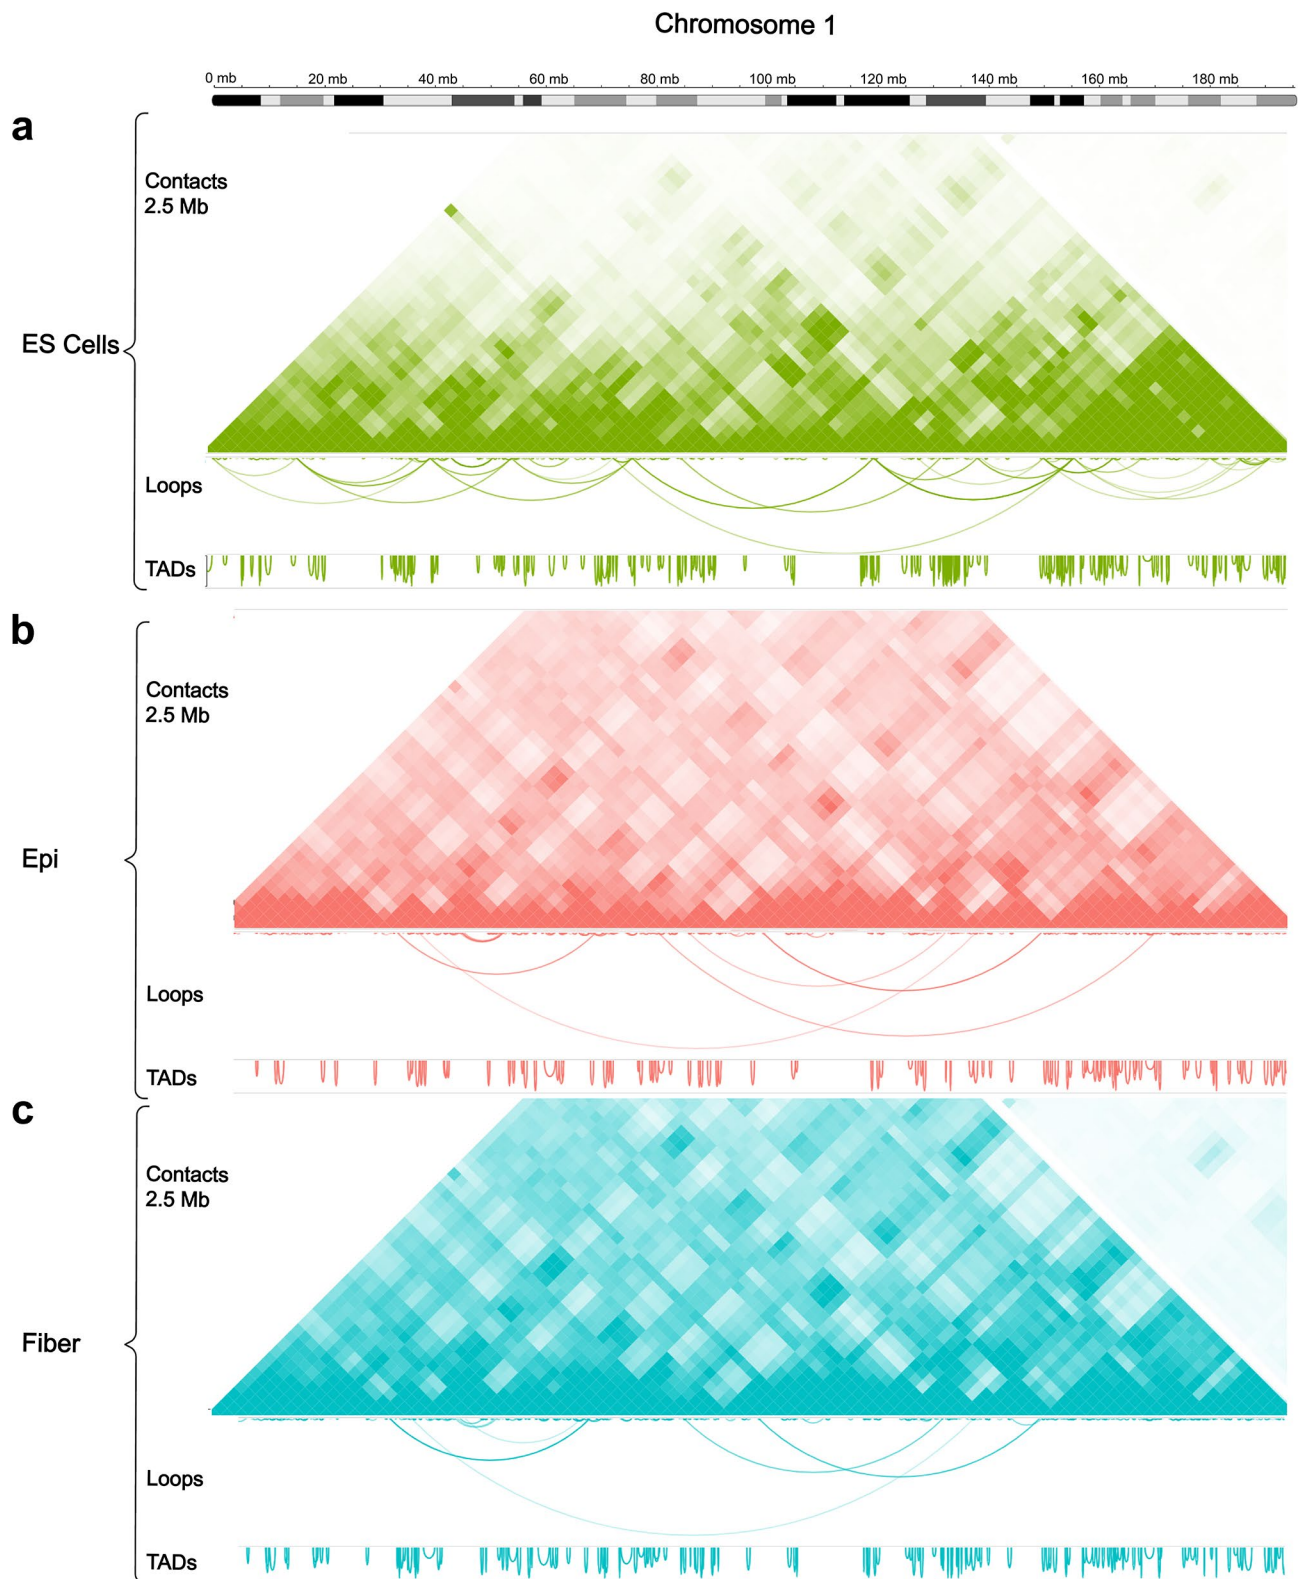 Chromosome 1
0 mb 20 mb 40 mb 60 mb 80 mb 100 mb 120 mb 140 mb 160 mb 180 mb
a
Contacts
2.5 Mb
ES Cells
Loops
TADs
b
Contacts
2.5 Mb
Epi
Loops
TADs
c
Contacts
2.5 Mb
Fiber
Loops
TADs